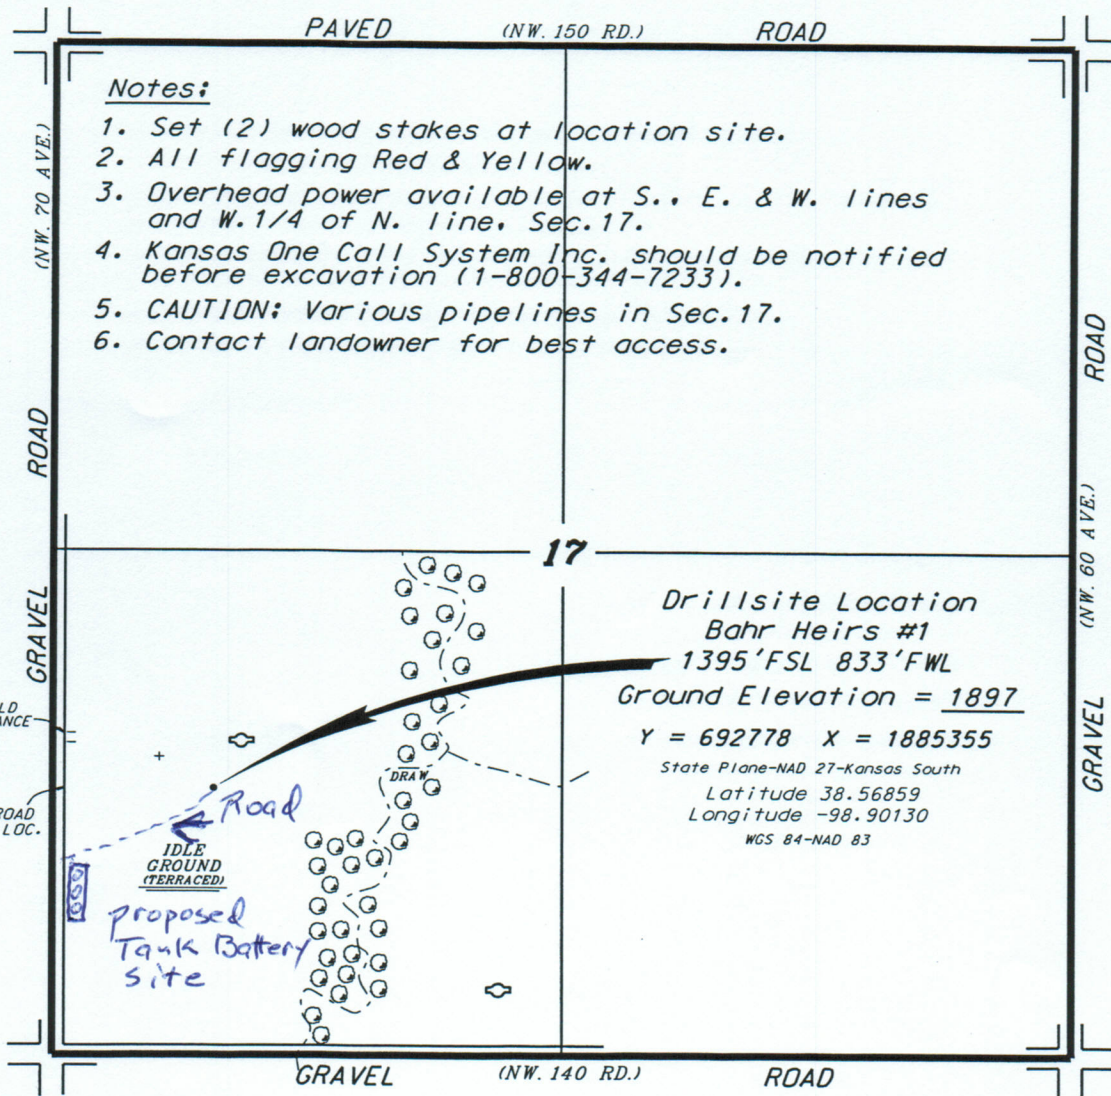 PAVED (NW. 150 RD.) ROAD
Notes:
1. Set (2) wood stakes at location site.
2. All flagging Red & Yellow.
3. Overhead power available at S., E. & W. lines
and W.1/4 of N. line, Sec.17.
4. Kansas One Call System Inc. should be notified
before excavation (1-800-344-7233).
5. CAUTION: Various pipelines in Sec.17.
6. Contact landowner for best access.
(NW. 70 AVE.)
ROAD
GRAVEL
ROAD
(NW. 60 AVE.)
GRAVEL
17
Drillsite Location
Bahr Heirs #1
1395'FSL 833'FWL
Ground Elevation = 1897
Y = 692778 X = 1885355
State Plane-NAD 27-Kansas South
Latitude 38.56859
Longitude -98.90130
WGS 84-NAD 83
DRAW
Road
OAD
LOC.
IDLE
GROUND
(TERRACED)
proposed
Tank Battery
site
GRAVEL (NW. 140 RD.) ROAD